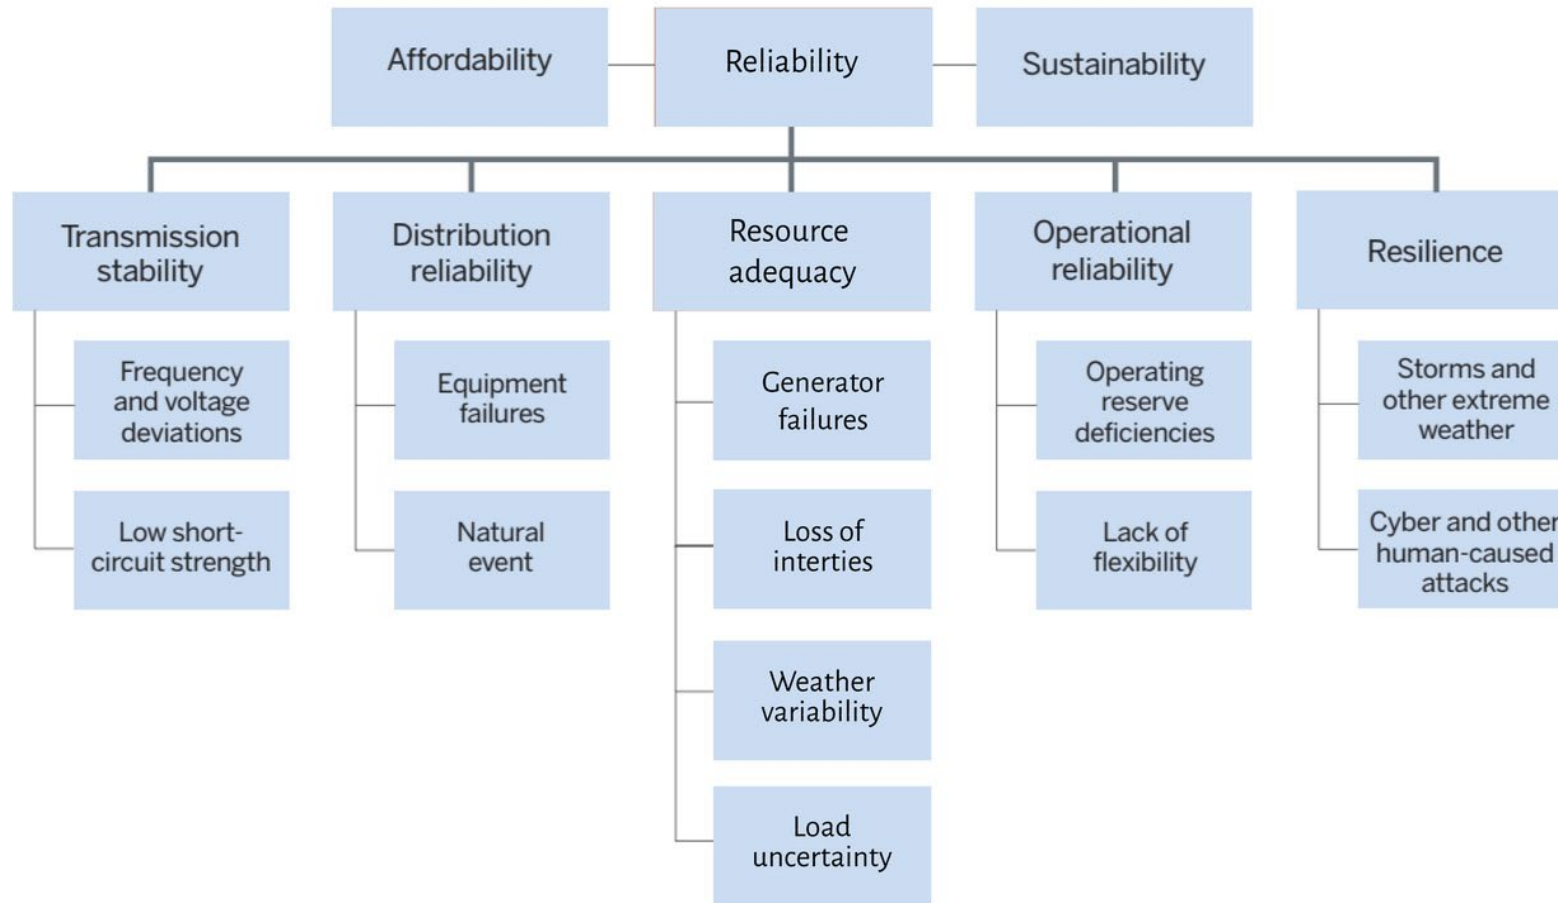 Affordability
Reliability
Sustainability
Transmission
stability
Distribution
reliability
Resource
adequacy
Operational
reliability
Resilience
Frequency
and voltage
deviations
Low short-
circuit strength
Equipment
failures
Natural
event
Generator
failures
Loss of
interties
Weather
variability
Load
uncertainty
Operating
reserve
deficiencies
Lack of
flexibility
Storms and
other extreme
weather
Cyber and other
human-caused
attacks